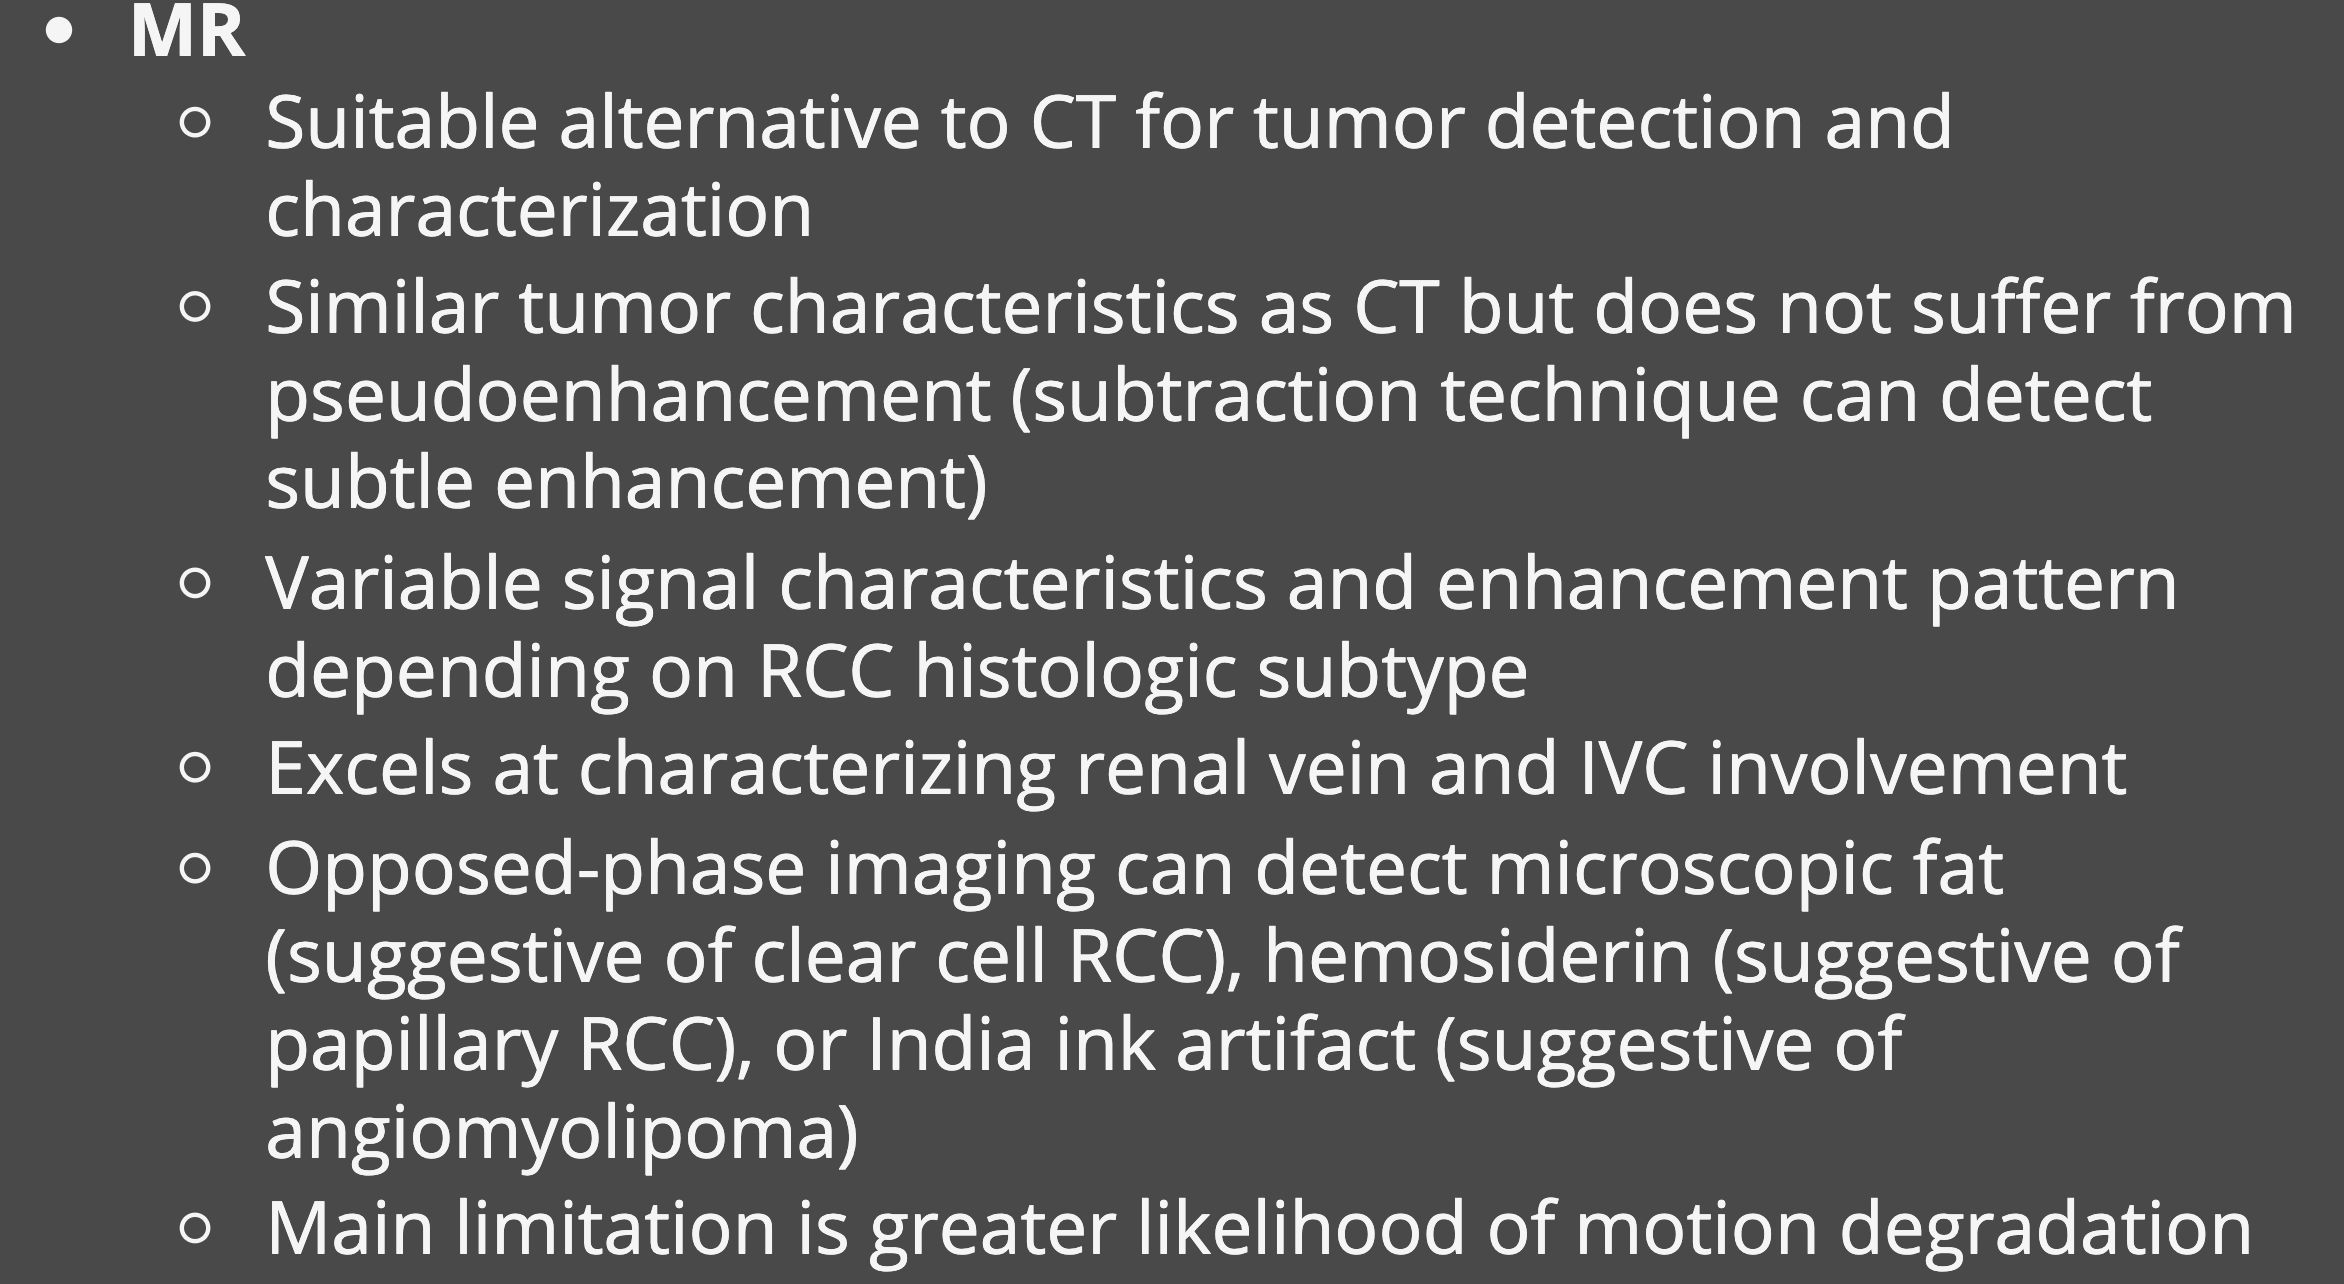 • MR
○ Suitable alternative to CT for tumor detection and
characterization
○ Similar tumor characteristics as CT but does not suffer from
pseudoenhancement (subtraction technique can detect
subtle enhancement)
○ Variable signal characteristics and enhancement pattern
depending on RCC histologic subtype
○ Excels at characterizing renal vein and IVC involvement
○ Opposed-phase imaging can detect microscopic fat
(suggestive of clear cell RCC), hemosiderin (suggestive of
papillary RCC), or India ink artifact (suggestive of
angiomyolipoma)
○ Main limitation is greater likelihood of motion degradation